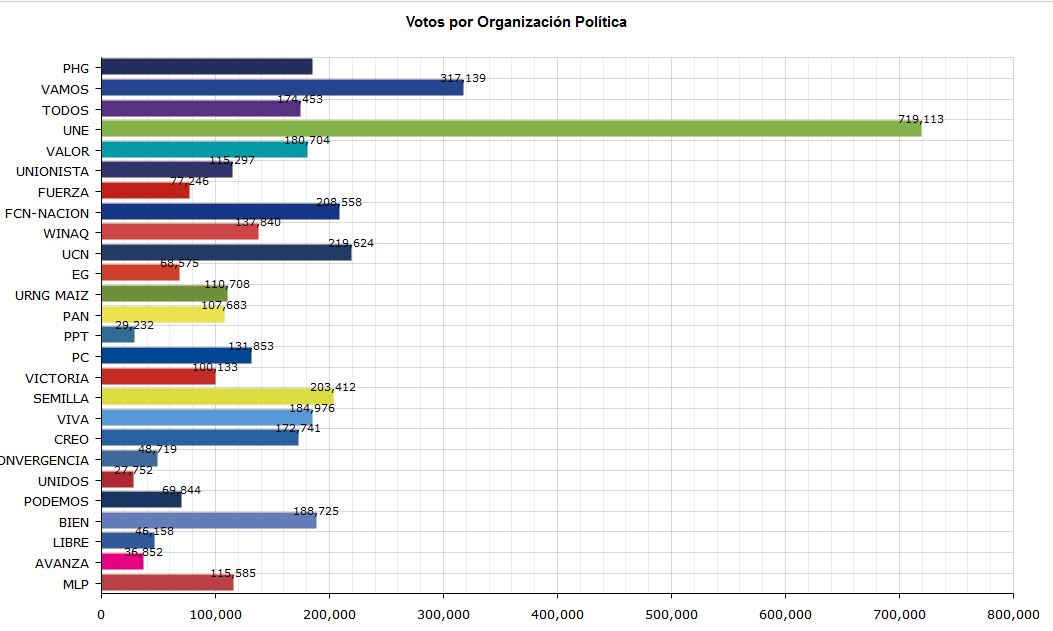 Votos por Organización Política
PHG
VAMOS 317,139
TODOS 174,453
UNE 719,113
VALOR 180,704
UNIONISTA 115,297
FUERZA 77,246
FCN-NACION 208,558
WINAQ 137,840
UCN 219,624
EG 68,575
URNG MAIZ 110,708
PAN 107,683
PPT 29,232
PC 131,853
VICTORIA 100,133
SEMILLA 203,412
VIVA 184,976
CREO 172,741
ONVERGENCIA 48,719
UNIDOS 27,752
PODEMOS 69,844
BIEN 188,725
LIBRE 46,158
AVANZA 36,852
MLP 115,585
0 100,000 200,000 300,000 400,000 500,000 600,000 700,000 800,000